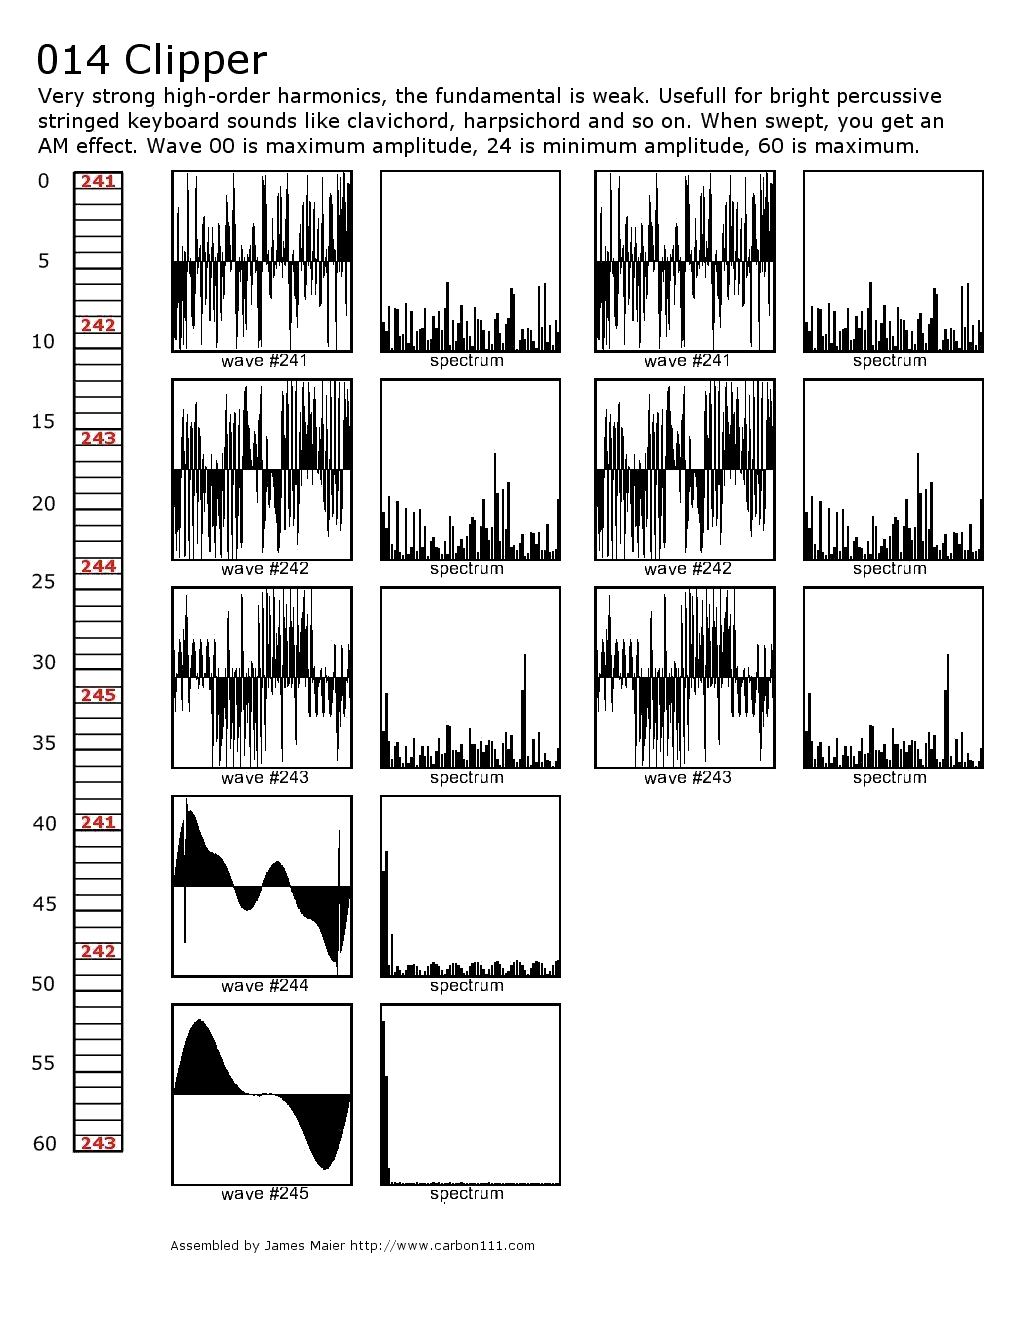 014 Clipper
Very strong high-order harmonics, the fundamental is weak. Usefull for bright percussive
stringed keyboard sounds like clavichord, harpsichord and so on. When swept, you get an
AM effect. Wave 00 is maximum amplitude, 24 is minimum amplitude, 60 is maximum.
0 241
5
242
10
15
243
20
244
25
30
245
35
40 241
45
242
50
55
60 243
wave #241 spectrum wave #241 spectrum
wave #242 spectrum wave #242 spectrum
wave #243 spectrum wave #243 spectrum
wave #244 spectrum
wave #245 spectrum
Assembled by James Maier http://www.carbon111.com